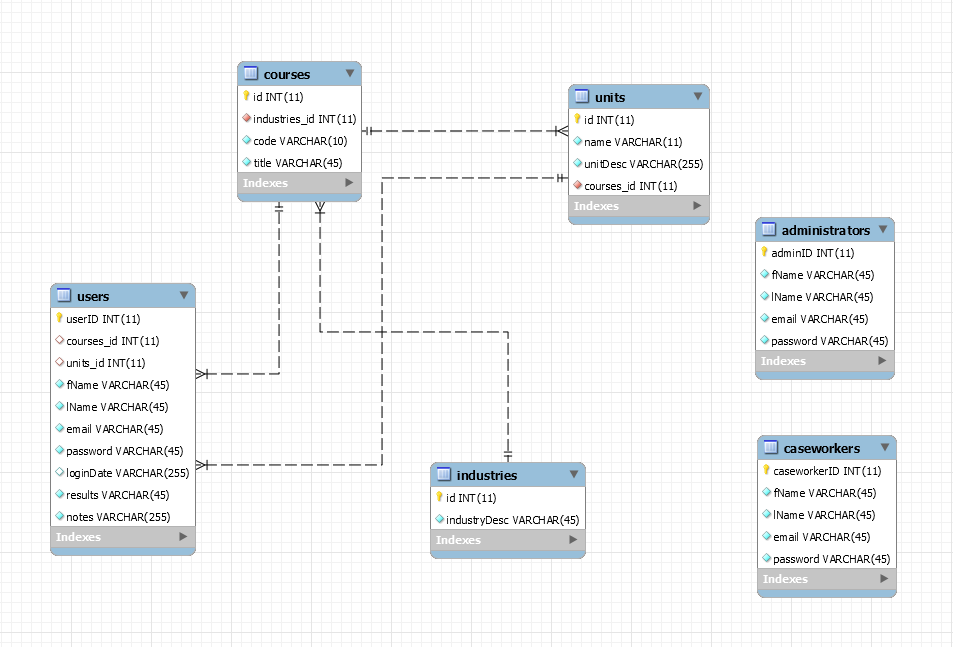 courses
id INT(11)
industries_id INT(11)
code VARCHAR(10)
title VARCHAR(45)
Indexes
units
id INT(11)
name VARCHAR(11)
unitDesc VARCHAR(255)
courses_id INT(11)
Indexes
administrators
adminID INT(11)
fName VARCHAR(45)
lName VARCHAR(45)
email VARCHAR(45)
password VARCHAR(45)
Indexes
users
userID INT(11)
courses_id INT(11)
units_id INT(11)
fName VARCHAR(45)
lName VARCHAR(45)
email VARCHAR(45)
password VARCHAR(45)
loginDate VARCHAR(255)
results VARCHAR(45)
notes VARCHAR(255)
Indexes
industries
id INT(11)
industryDesc VARCHAR(45)
Indexes
caseworkers
caseworkerID INT(11)
fName VARCHAR(45)
lName VARCHAR(45)
email VARCHAR(45)
password VARCHAR(45)
Indexes